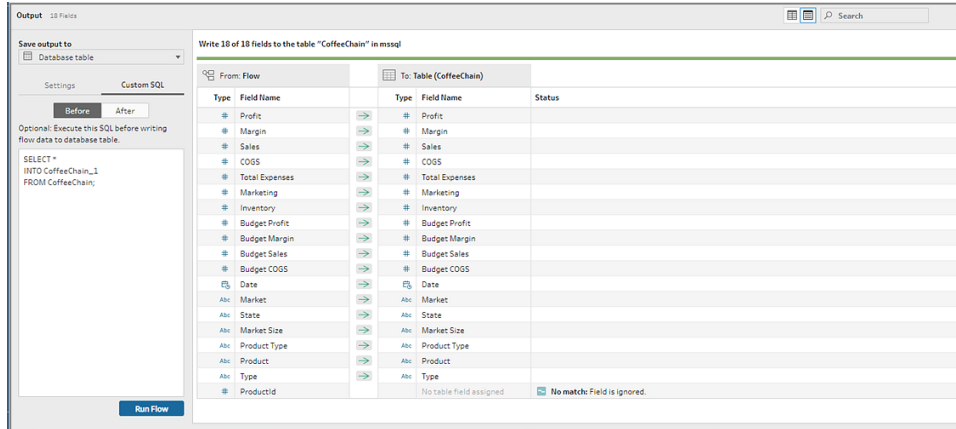 Output 18 Fields
Search
Save output to
Database table
Settings Custom SQL
Before After
Optional: Execute this SQL before writing
flow data to database table.
SELECT *
INTO CoffeeChain_1
FROM CoffeeChain;
Run Flow
Write 18 of 18 fields to the table "CoffeeChain" in mssql
From: Flow To: Table (CoffeeChain)
Type Field Name Type Field Name Status
# Profit # Profit
# Margin # Margin
# Sales # Sales
# COGS # COGS
# Total Expenses # Total Expenses
# Marketing # Marketing
# Inventory # Inventory
# Budget Profit # Budget Profit
# Budget Margin # Budget Margin
# Budget Sales # Budget Sales
# Budget COGS # Budget COGS
Date Date
Abc Market Abc Market
Abc State Abc State
Abc Market Size Abc Market Size
Abc Product Type Abc Product Type
Abc Product Abc Product
Abc Type Abc Type
# ProductId No table field assigned No match: Field is ignored.